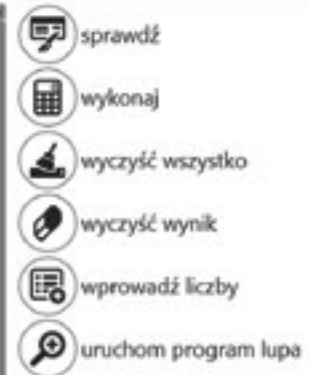 sprawdź
wykonaj
wyczyść wszystko
wyczyść wynik
wprowadź liczby
uruchom program lupa